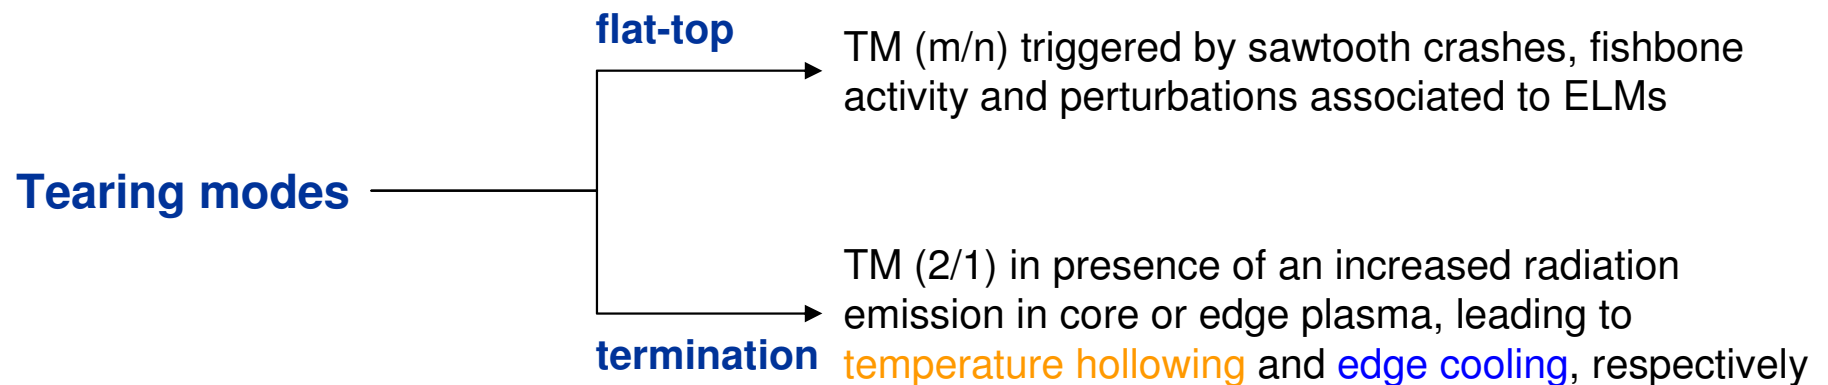 flat-top
TM (m/n) triggered by sawtooth crashes, fishbone
activity and perturbations associated to ELMs
Tearing modes
TM (2/1) in presence of an increased radiation
emission in core or edge plasma, leading to
termination
temperature hollowing and edge cooling, respectively